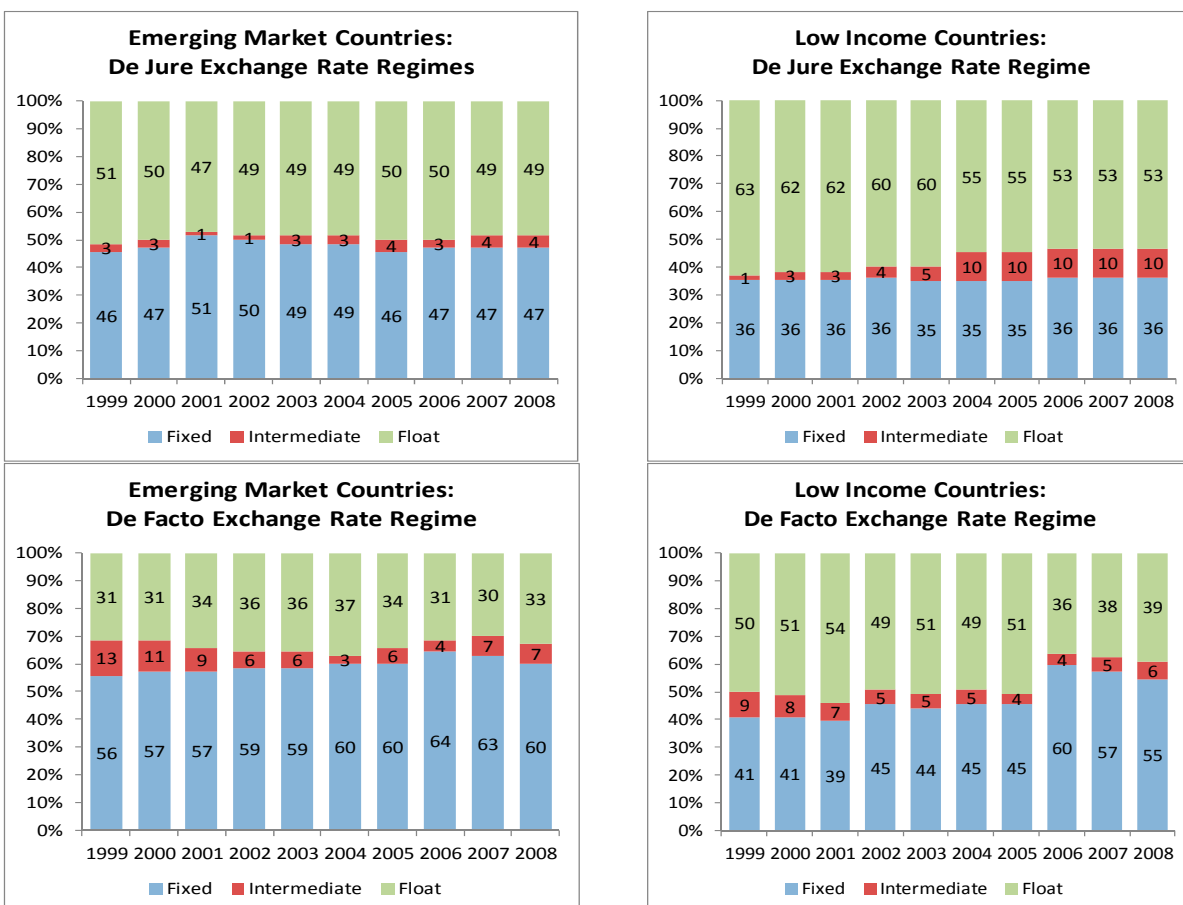 Emerging Market Countries:
De Jure Exchange Rate Regimes
100%
90%
80%
70%
60%
50%
40%
30%
20%
10%
0%
51 50 47 49 49 49 50 50 49 49
3 3 1 1 3 3 4 3 4 4
46 47 51 50 49 49 46 47 47 47
1999 2000 2001 2002 2003 2004 2005 2006 2007 2008
Fixed Intermediate Float
Low Income Countries:
De Jure Exchange Rate Regime
100%
90%
80%
70%
60%
50%
40%
30%
20%
10%
0%
63 62 62 60 60 55 55 53 53 53
1 3 3 4 5 10 10 10 10 10
36 36 36 36 35 35 35 36 36 36
1999 2000 2001 2002 2003 2004 2005 2006 2007 2008
Fixed Intermediate Float
Emerging Market Countries:
De Facto Exchange Rate Regime
100%
90%
80%
70%
60%
50%
40%
30%
20%
10%
0%
31 31 34 36 36 37 34 31 30 33
13 11 9 6 6 3 6 4 7 7
56 57 57 59 59 60 60 64 63 60
1999 2000 2001 2002 2003 2004 2005 2006 2007 2008
Fixed Intermediate Float
Low Income Countries:
De Facto Exchange Rate Regime
100%
90%
80%
70%
60%
50%
40%
30%
20%
10%
0%
50 51 54 49 51 49 51 36 38 39
9 8 7 5 5 5 4 4 5 6
41 41 39 45 44 45 45 60 57 55
1999 2000 2001 2002 2003 2004 2005 2006 2007 2008
Fixed Intermediate Float